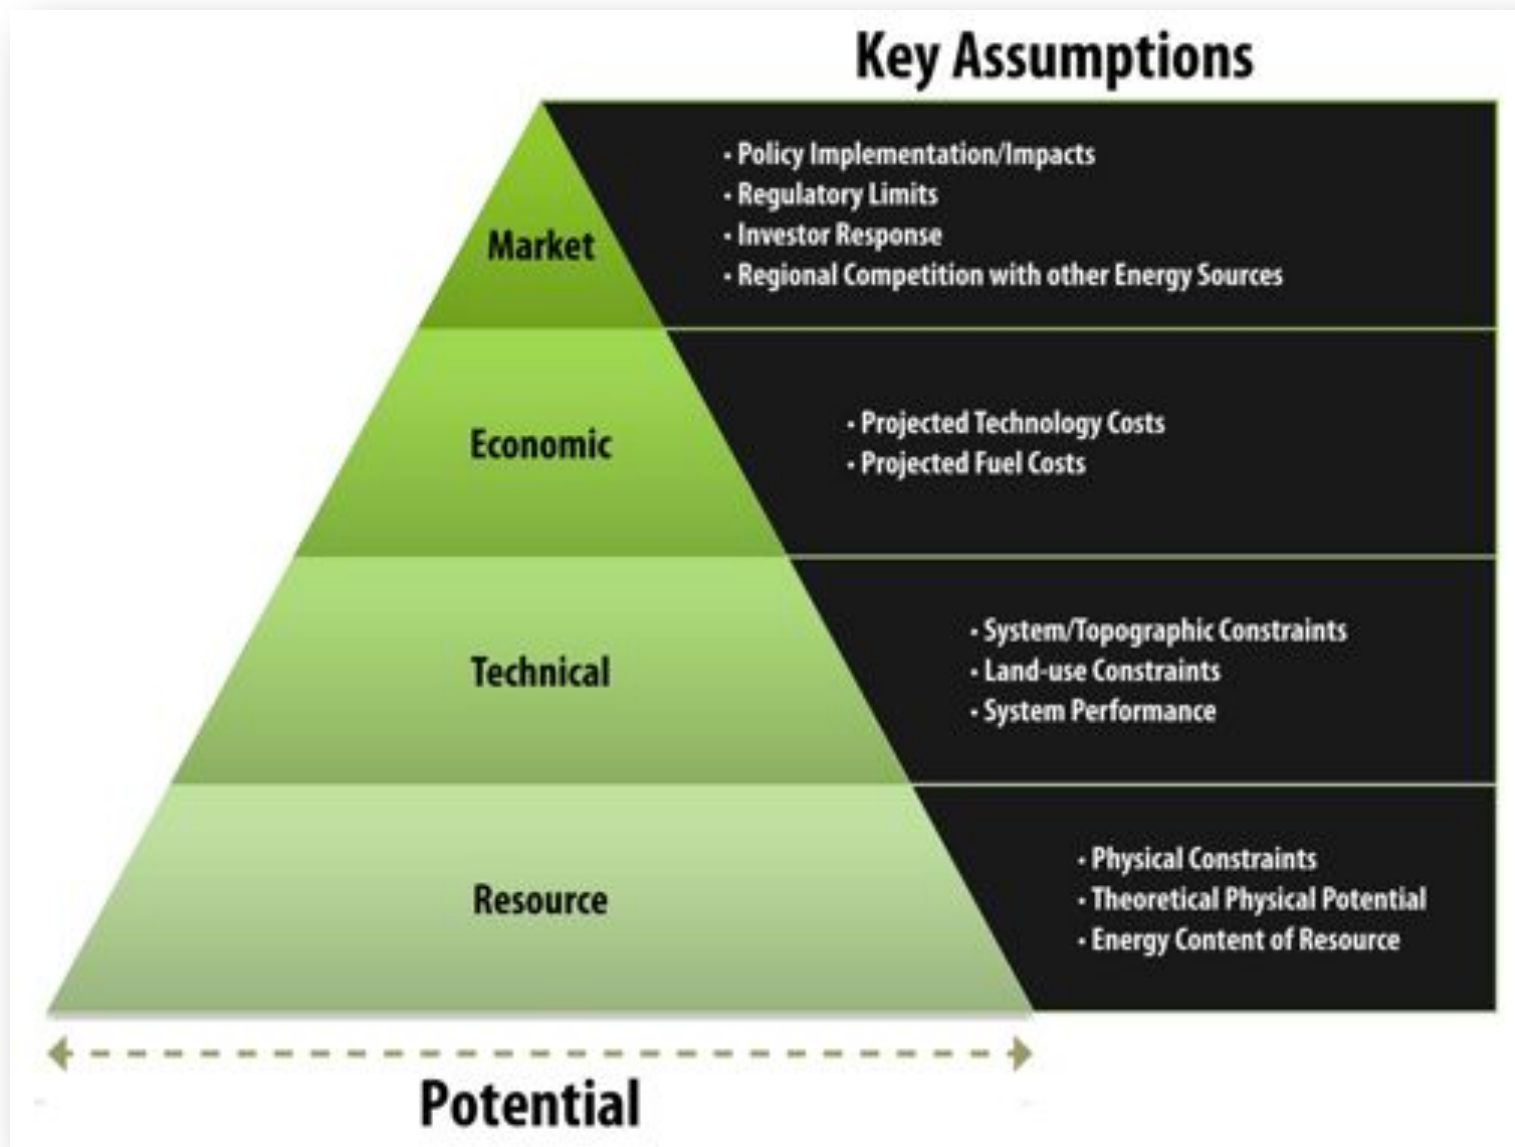 Key Assumptions
Market
• Policy Implementation/Impacts
• Regulatory Limits
• Investor Response
• Regional Competition with other Energy Sources
Economic
• Projected Technology Costs
• Projected Fuel Costs
Technical
• System/Topographic Constraints
• Land-use Constraints
• System Performance
Resource
• Physical Constraints
• Theoretical Physical Potential
• Energy Content of Resource
Potential